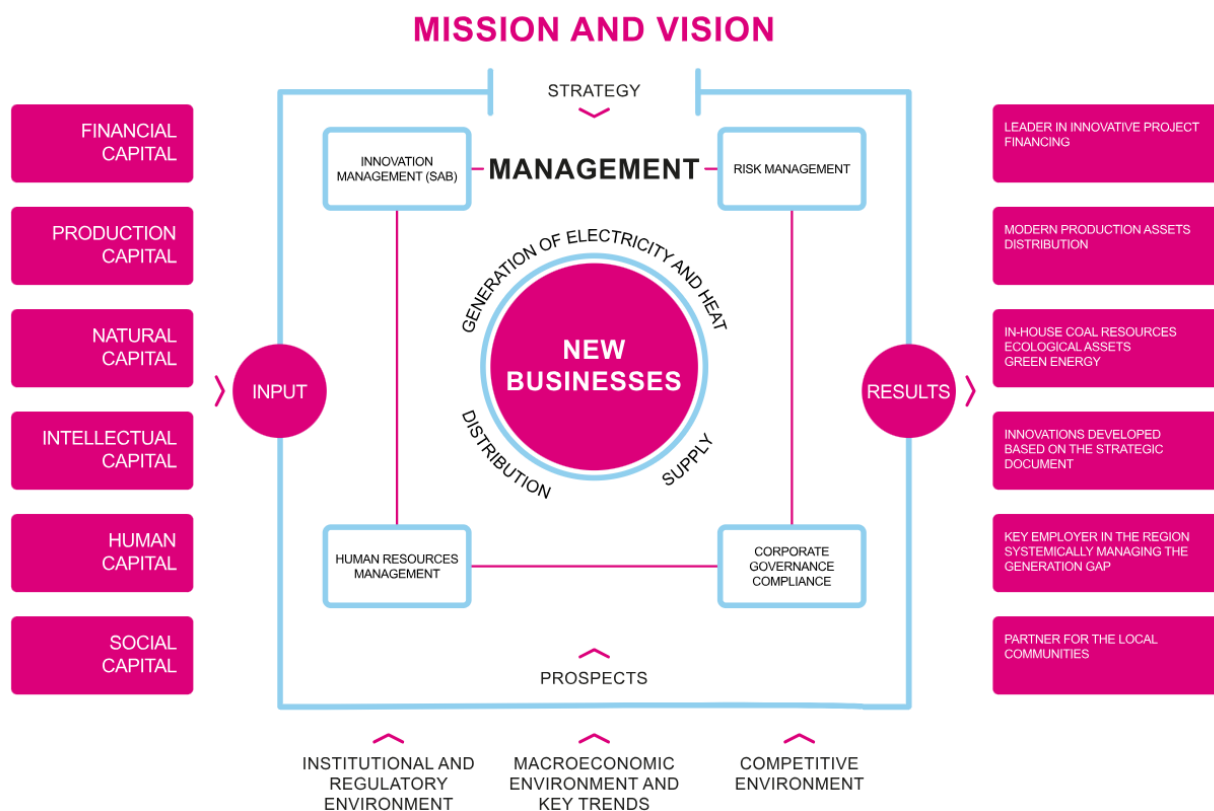 MISSION AND VISION
STRATEGY
FINANCIAL
CAPITAL
PRODUCTION
CAPITAL
NATURAL
CAPITAL
INTELLECTUAL
CAPITAL
HUMAN
CAPITAL
SOCIAL
CAPITAL
INPUT
INNOVATION
MANAGEMENT (SAB)
MANAGEMENT
RISK MANAGEMENT
GENERATION OF ELECTRICITY AND HEAT
NEW
BUSINESSES
DISTRIBUTION
SUPPLY
HUMAN RESOURCES
MANAGEMENT
CORPORATE
GOVERNANCE
COMPLIANCE
PROSPECTS
INSTITUTIONAL AND
REGULATORY
ENVIRONMENT
MACROECONOMIC
ENVIRONMENT AND
KEY TRENDS
COMPETITIVE
ENVIRONMENT
RESULTS
LEADER IN INNOVATIVE PROJECT
FINANCING
MODERN PRODUCTION ASSETS
DISTRIBUTION
IN-HOUSE COAL RESOURCES
ECOLOGICAL ASSETS
GREEN ENERGY
INNOVATIONS DEVELOPED
BASED ON THE STRATEGIC
DOCUMENT
KEY EMPLOYER IN THE REGION
SYSTEMICALLY MANAGING THE
GENERATION GAP
PARTNER FOR THE LOCAL
COMMUNITIES